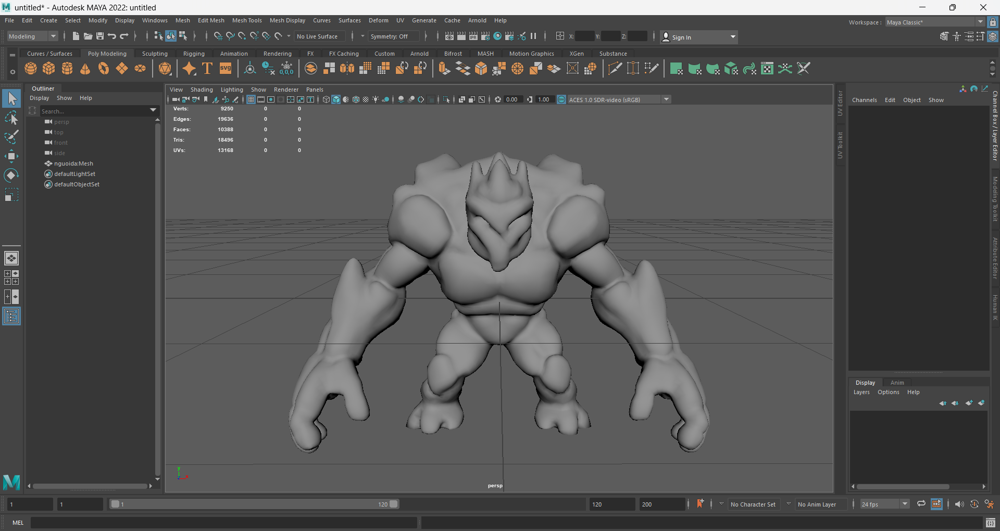 untitled* - Autodesk MAYA 2022: untitled
File Edit Create Select Modify Display Windows Mesh Edit Mesh Mesh Tools Mesh Display Curves Surfaces Deform UV Generate Cache Arnold Help
Workspace : Maya Classic*
Modeling No Live Surface Symmetry: Off IPR X: Y: Z: Sign In
Curves / Surfaces Poly Modeling Sculpting Rigging Animation Rendering FX FX Caching Custom Arnold Bifrost MASH Motion Graphics XGen Substance
T SVG 0,0,0
Outliner
Display Show Help
Search...
persp
top
front
side
nguoida:Mesh
defaultLightSet
defaultObjectSet
View Shading Lighting Show Renderer Panels
0.00 1.00 ON ACES 1.0 SDR-video (sRGB)
Verts: 9250 0 0
Edges: 19636 0 0
Faces: 10388 0 0
Tris: 18496 0 0
UVs: 13168 0 0
y
x
persp
UV Editor
UV Toolkit
Channels Edit Object Show
Channel Box / Layer Editor
Modeling Toolkit
Attribute Editor
Human IK
Display Anim
Layers Options Help
1 1 1 120 120 200 No Character Set No Anim Layer 24 fps
MEL